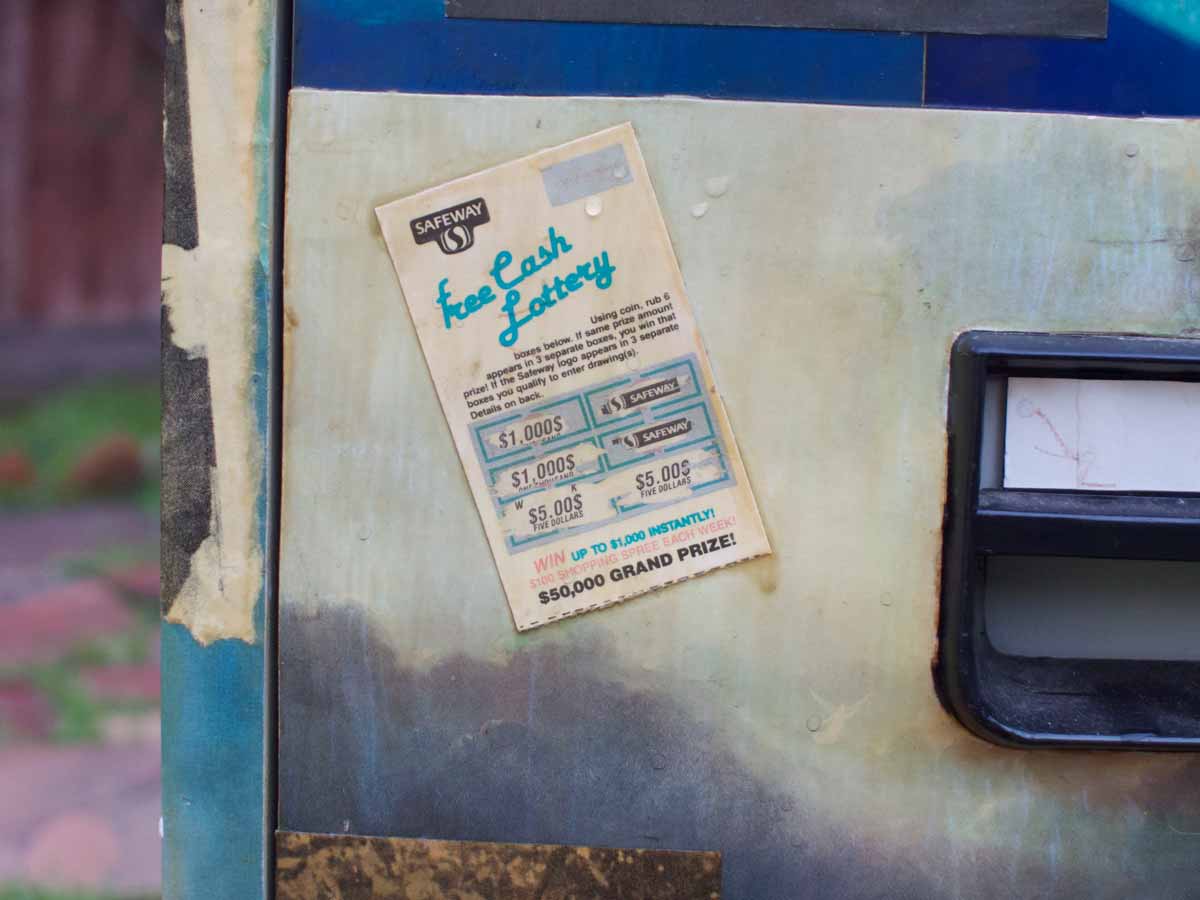 SAFEWAY
free Cash
Lottery
Using coin, rub 6
boxes below. If same prize amount
appears in 3 separate boxes, you win that
prize! If the Safeway logo appears in 3 separate
boxes you qualify to enter drawing(s).
Details on back.
$1.000$ SAFEWAY
$1,000$ SAFEWAY
ONE THOUSAND
W K
$5.00$ $5.00$
FIVE DOLLARS FIVE DOLLARS
WIN UP TO $1,000 INSTANTLY!
$100 SHOPPING SPREE EACH WEEK!
$50,000 GRAND PRIZE!